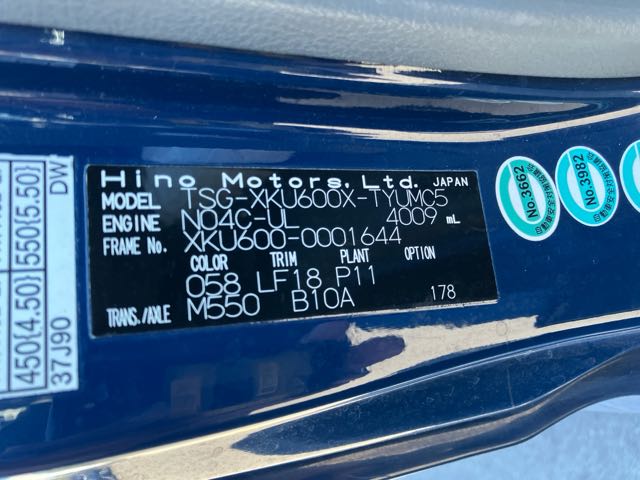 Hino Motors, Ltd. JAPAN
MODEL TSG-XKU600X-TYUMC5
ENGINE N04C-UL 4009 mL
FRAME No. XKU600-0001644
COLOR TRIM PLANT OPTION
058 LF18 P11
TRANS./AXLE M550 B10A 178
450{4.50} 550{5.50}
37J90 DW
No.3662
No.3982